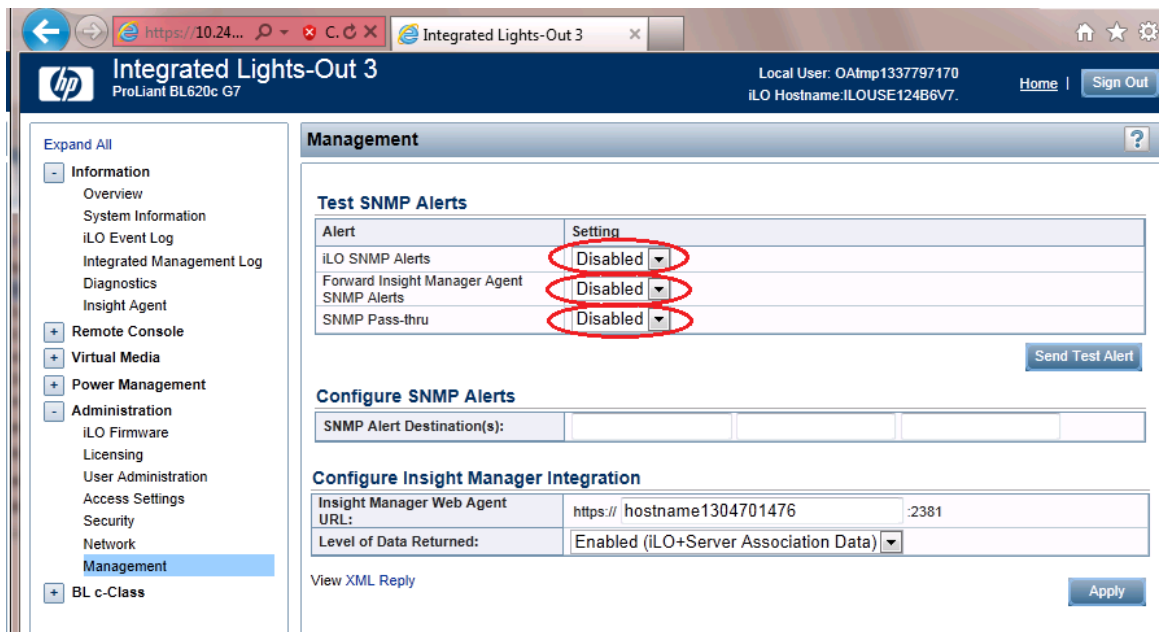 https://10.24...
C.
Integrated Lights-Out 3
hp
Integrated Lights-Out 3
ProLiant BL620c G7
Local User: OAtmp1337797170
iLO Hostname:ILOUSE124B6V7.
Home | Sign Out
Expand All
- Information
Overview
System Information
iLO Event Log
Integrated Management Log
Diagnostics
Insight Agent
+ Remote Console
+ Virtual Media
+ Power Management
- Administration
iLO Firmware
Licensing
User Administration
Access Settings
Security
Network
Management
+ BL c-Class
Management ?
Test SNMP Alerts
Alert Setting
iLO SNMP Alerts Disabled
Forward Insight Manager Agent
SNMP Alerts Disabled
SNMP Pass-thru Disabled
Send Test Alert
Configure SNMP Alerts
SNMP Alert Destination(s):
Configure Insight Manager Integration
Insight Manager Web Agent
URL: https:// hostname1304701476 :2381
Level of Data Returned: Enabled (iLO+Server Association Data)
View XML Reply
Apply